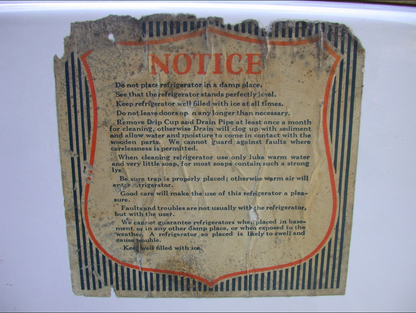 NOTICE
Do not place refrigerator in a damp place.
See that the refrigerator stands perfectly level.
Keep refrigerator well filled with ice at all times.
Do not leave doors open any longer than necessary.
Remove Drip Cup and Drain Pipe at least once a month
for cleaning, otherwise Drain will clog up with sediment
and allow water and moisture to come in contact with the
wooden parts. We cannot guard against faults where
carelessness is permitted.
When cleaning refrigerator use only luke warm water
and very little soap, for most soaps contain such a strong
lye.
Be sure trap is properly placed; otherwise warm air will
enter refrigerator.
Good care will make the use of this refrigerator a plea-
sure.
Faults and troubles are not usually with the refrigerator,
but with the user.
We cannot guarantee refrigerators when placed in base-
ment or in any other damp place, or when exposed to the
weather. A refrigerator so placed is likely to swell and
cause trouble.
Keep well filled with ice.